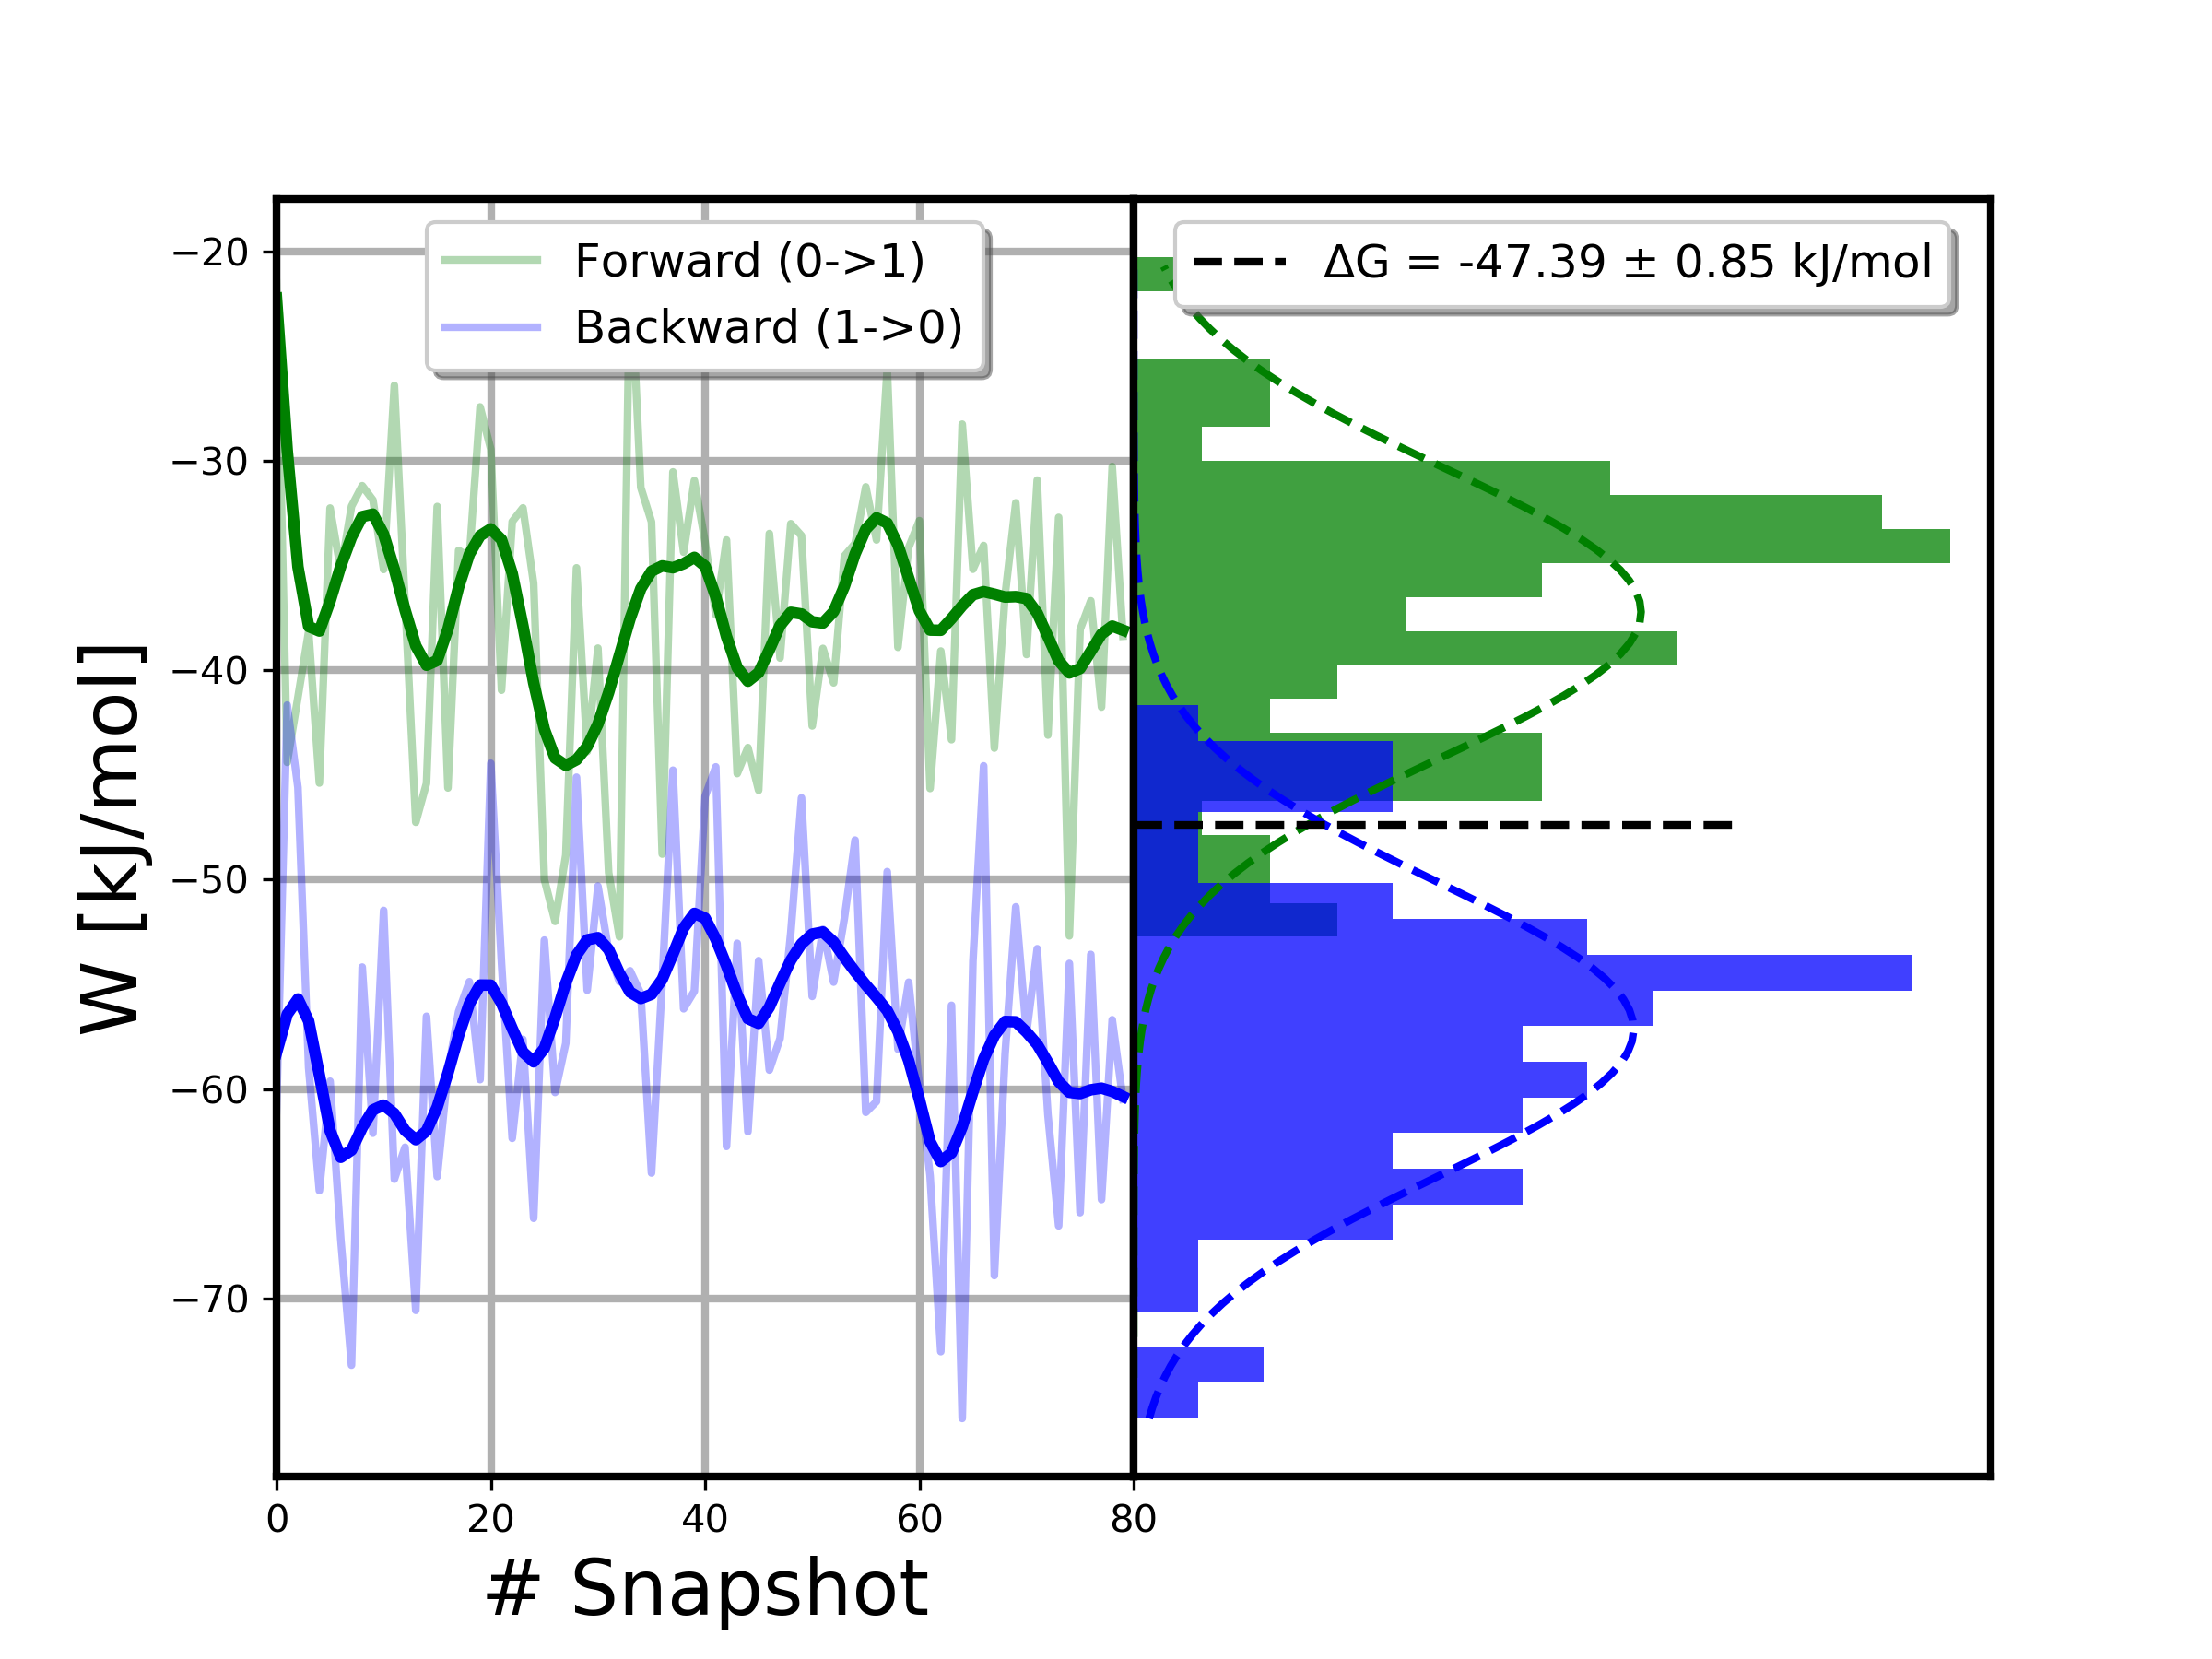 Forward (0->1)
Backward (1->0)
ΔG = -47.39 ± 0.85 kJ/mol
W [kJ/mol]
−20
−30
−40
−50
−60
−70
0 20 40 60 80
# Snapshot